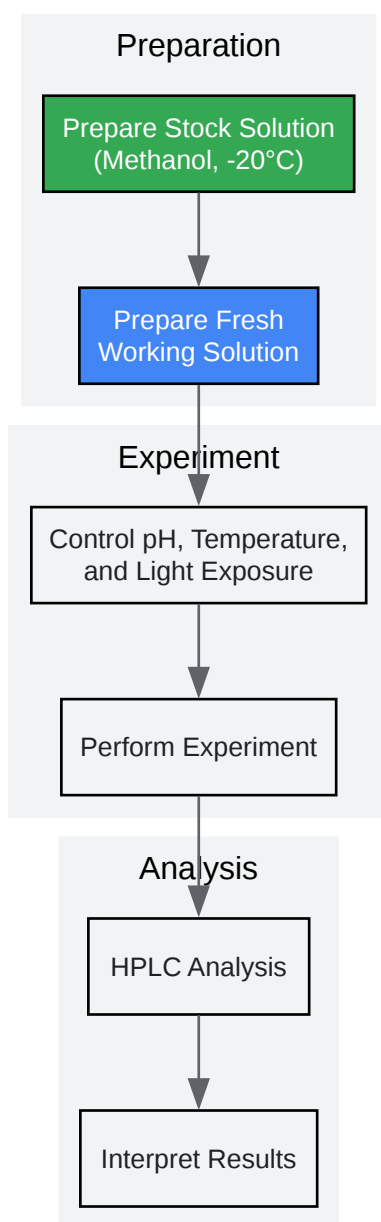 Preparation
Prepare Stock Solution
(Methanol, -20°C)
Prepare Fresh
Working Solution
Experiment
Control pH, Temperature,
and Light Exposure
Perform Experiment
Analysis
HPLC Analysis
Interpret Results